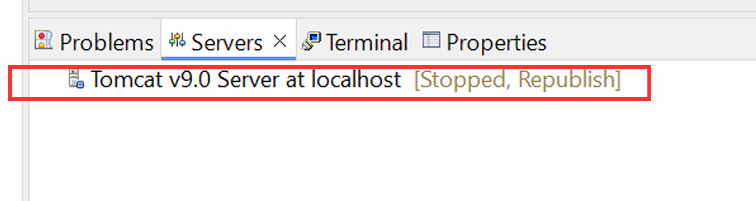 Problems Servers Terminal Properties
Tomcat v9.0 Server at localhost [Stopped, Republish]